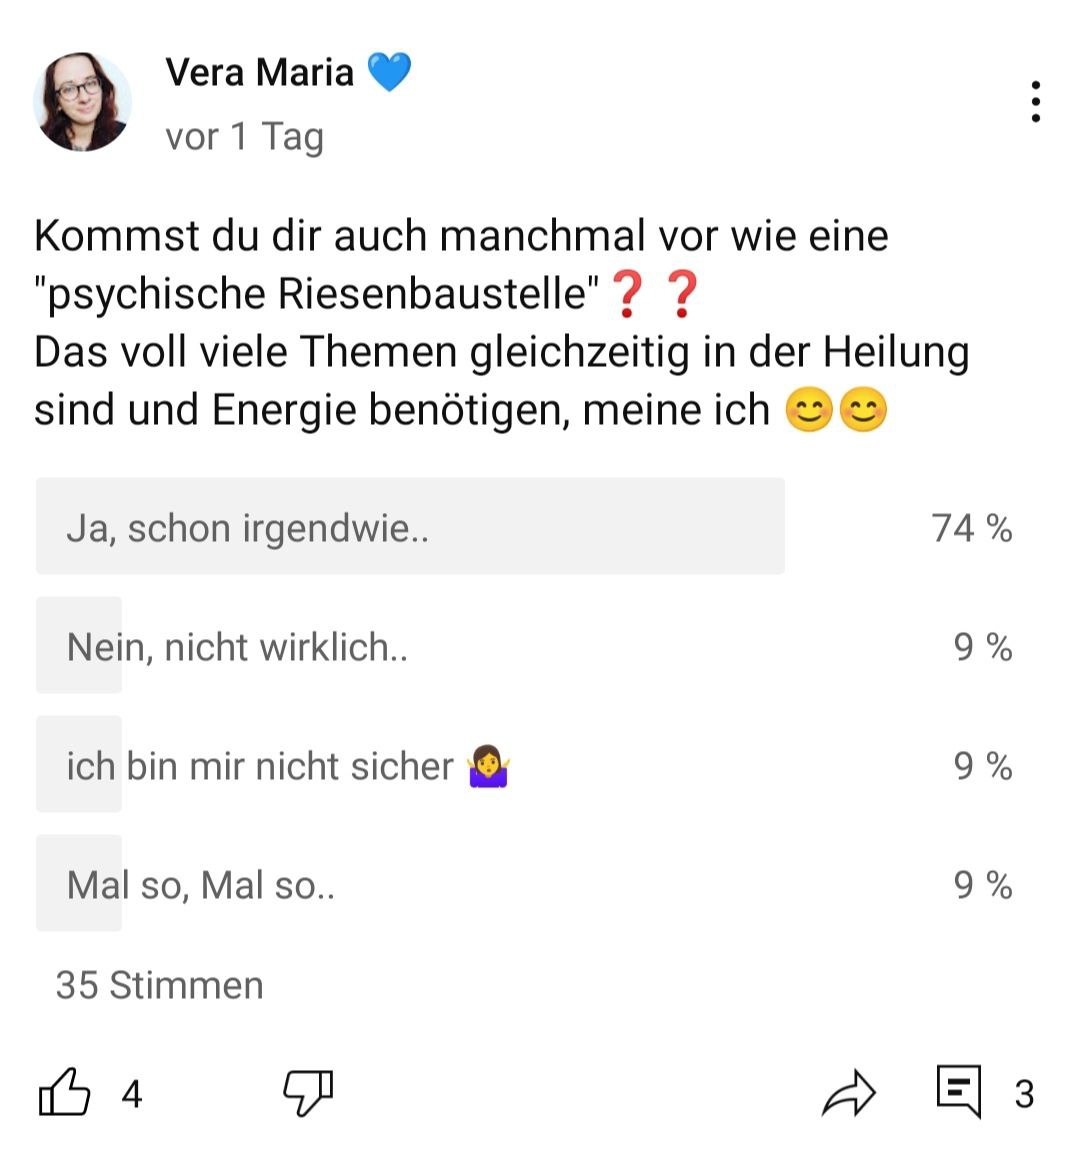 Vera Maria 💙
vor 1 Tag
Kommst du dir auch manchmal vor wie eine
"psychische Riesenbaustelle"❓❓
Das voll viele Themen gleichzeitig in der Heilung
sind und Energie benötigen, meine ich 😊😊
Ja, schon irgendwie.. 74 %
Nein, nicht wirklich.. 9 %
ich bin mir nicht sicher 🤷‍♀️ 9 %
Mal so, Mal so.. 9 %
35 Stimmen
4 3